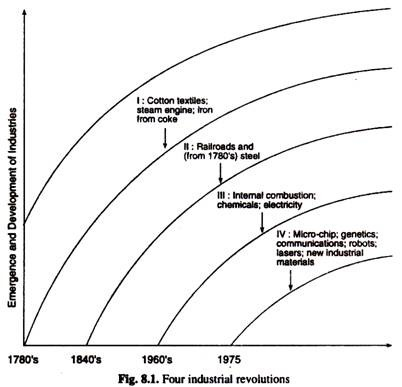 Emergence and Development of Industries
I : Cotton textiles;
steam engine; iron
from coke
II : Railroads and
(from 1780's) steel
III : Internal combustion;
chemicals; electricity
IV : Micro-chip; genetics;
communications; robots;
lasers; new industrial
materials
1780's 1840's 1960's 1975
Fig. 8.1. Four industrial revolutions